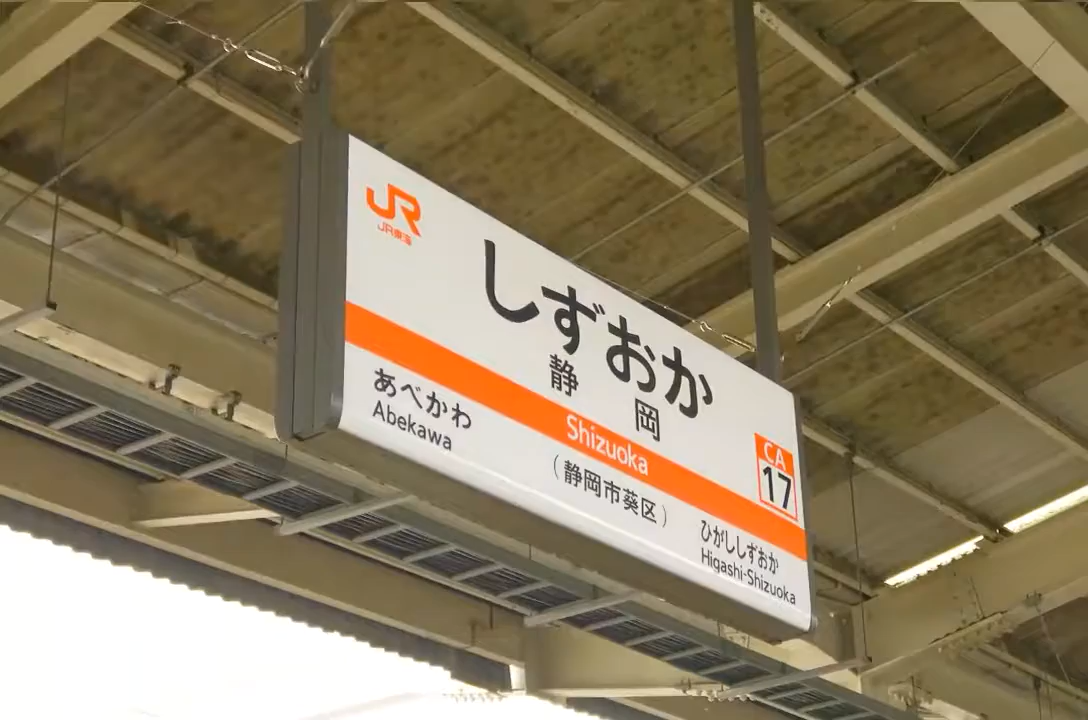 JR
JR東海
しずおか
静岡
Shizuoka
CA
17
あべかわ
Abekawa
(静岡市葵区)
ひがししずおか
Higashi-Shizuoka